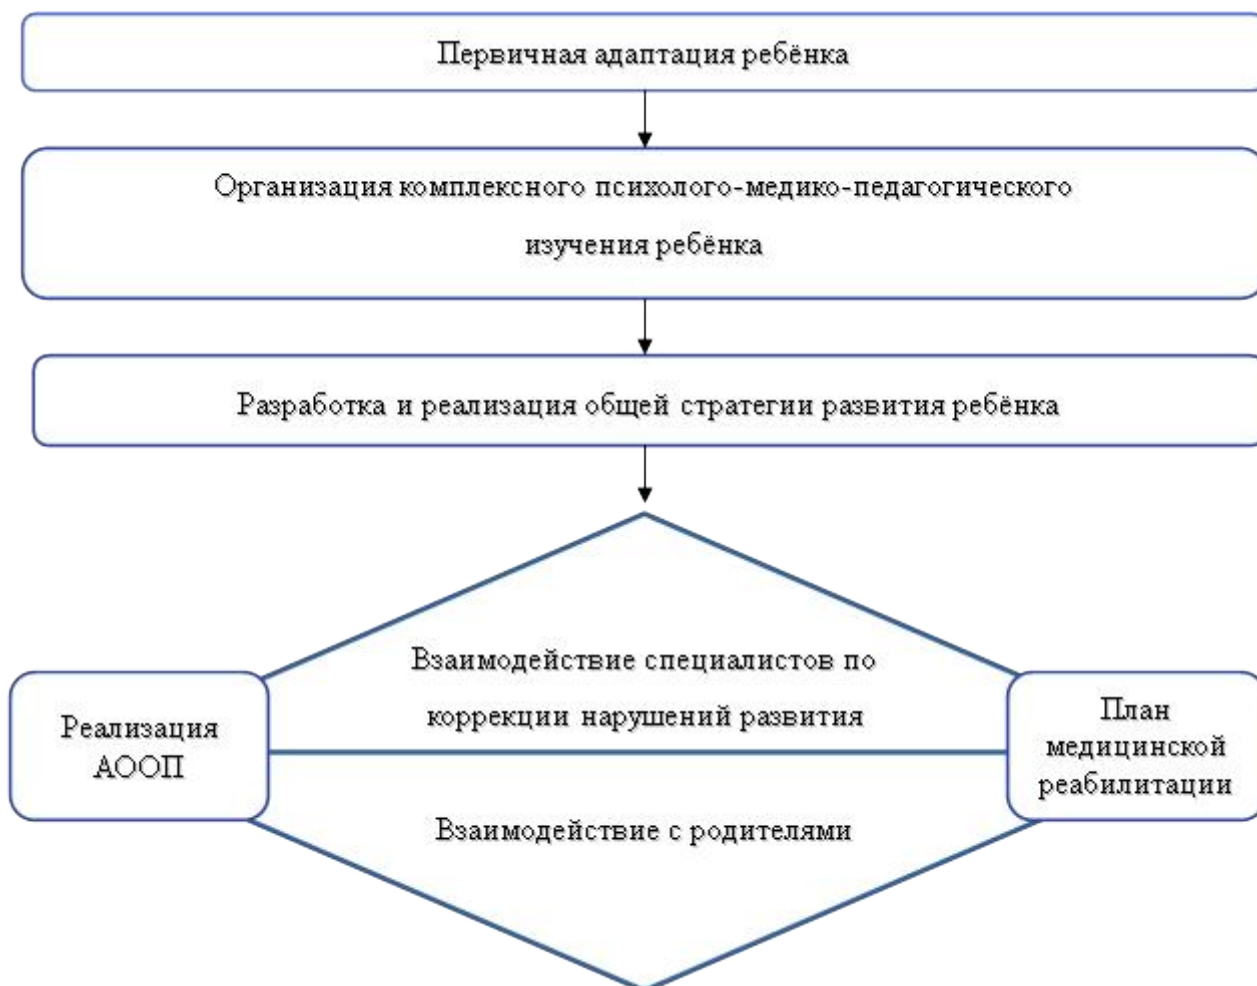 Первичная адаптация ребёнка
Организация комплексного психолого-медико-педагогического
изучения ребёнка
Разработка и реализация общей стратегии развития ребёнка
Взаимодействие специалистов по
коррекции нарушений развития
Реализация
АООП
План
медицинской
реабилитации
Взаимодействие с родителями